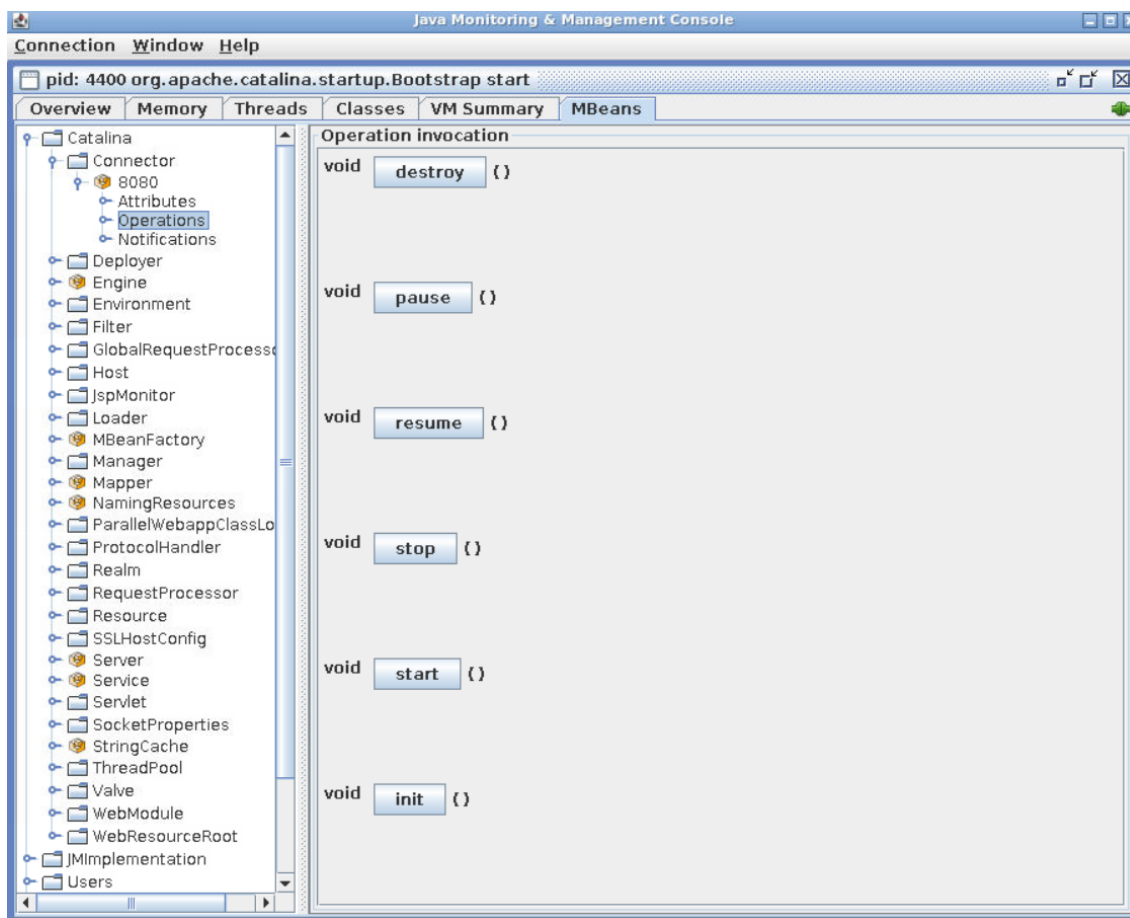 Java Monitoring & Management Console
Connection Window Help
pid: 4400 org.apache.catalina.startup.Bootstrap start
Overview Memory Threads Classes VM Summary MBeans
Catalina
Connector
8080
Attributes
Operations
Notifications
Deployer
Engine
Environment
Filter
GlobalRequestProcesso
Host
JspMonitor
Loader
MBeanFactory
Manager
Mapper
NamingResources
ParallelWebappClassLo
ProtocolHandler
Realm
RequestProcessor
Resource
SSLHostConfig
Server
Service
Servlet
SocketProperties
StringCache
ThreadPool
Valve
WebModule
WebResourceRoot
JMImplementation
Users
Operation invocation
void destroy ()
void pause ()
void resume ()
void stop ()
void start ()
void init ()